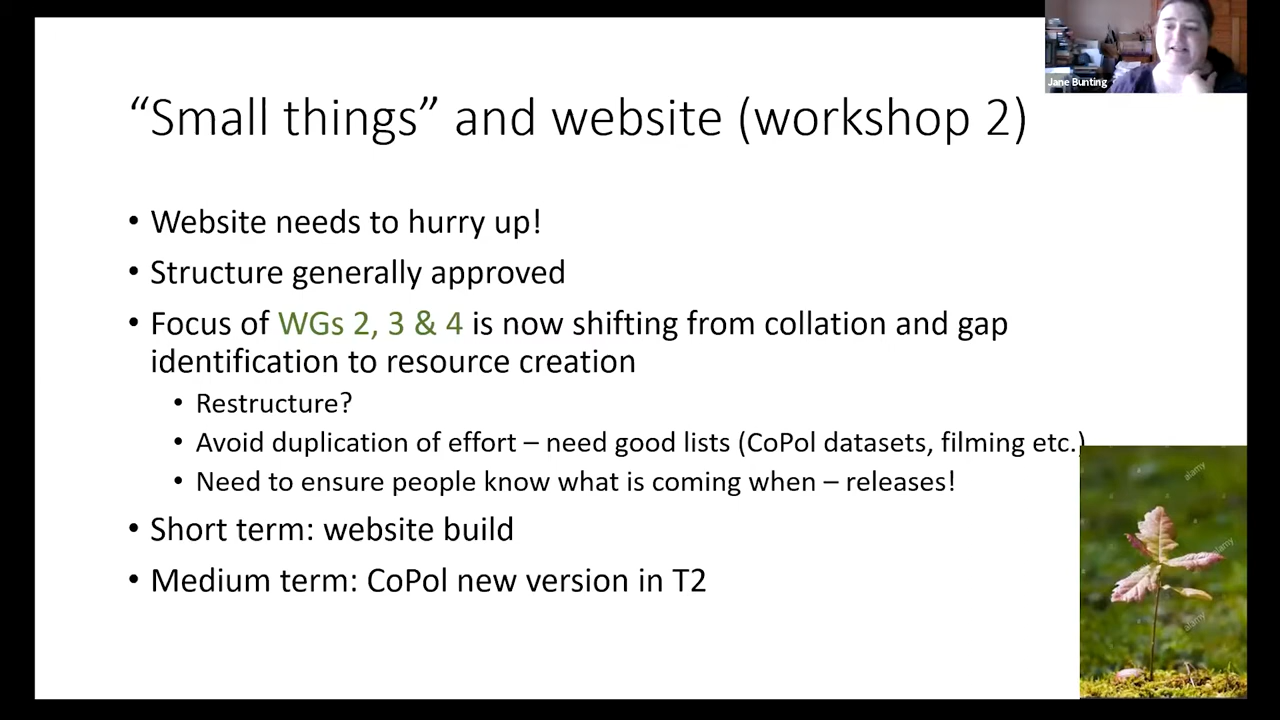 Jane Bunting
“Small things” and website (workshop 2)
• Website needs to hurry up!
• Structure generally approved
• Focus of WGs 2, 3 & 4 is now shifting from collation and gap
identification to resource creation
• Restructure?
• Avoid duplication of effort – need good lists (CoPol datasets, filming etc.)
• Need to ensure people know what is coming when – releases!
• Short term: website build
• Medium term: CoPol new version in T2
alamy
alamy
alamy